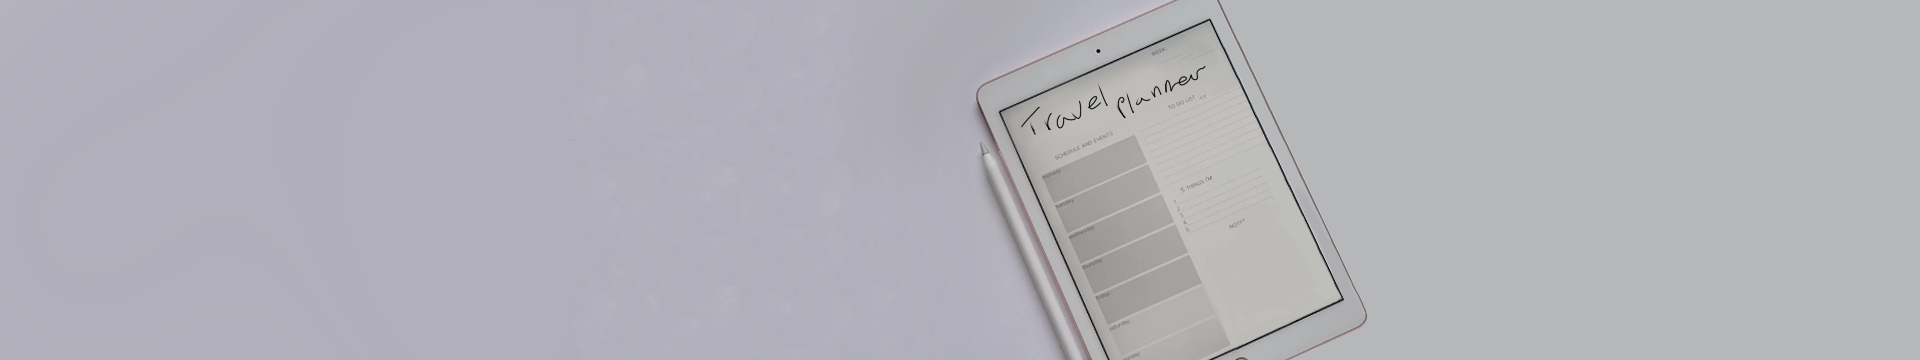 WEEK:
Travel planner
TO DO LIST
SCHEDULE AND EVENTS
monday
tuesday
wednesday
thursday
friday
saturday
sunday
5 THINGS I'M
1.
2.
3.
4.
5.
NOTES